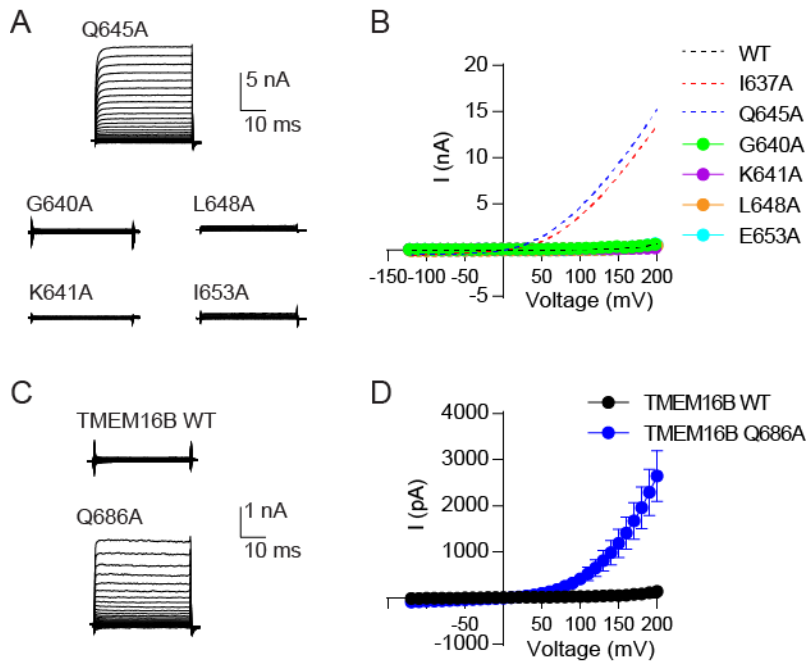 A
Q645A
5 nA
10 ms
G640A
L648A
K641A
I653A
B
20
15
10
5
-5
I (nA)
-150
-100
-50
50
100
150
200
Voltage (mV)
WT
I637A
Q645A
G640A
K641A
L648A
E653A
C
TMEM16B WT
Q686A
1 nA
10 ms
D
4000
3000
2000
1000
-1000
I (pA)
-50
50
100
150
200
Voltage (mV)
TMEM16B WT
TMEM16B Q686A